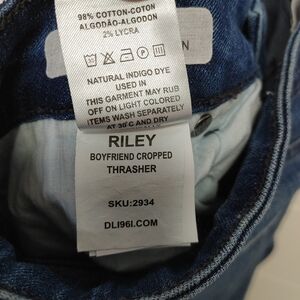 98% COTTON-COTON
ALGODÃO-ALGODON
2% LYCRA
NATURAL INDIGO DYE
USED IN
THIS GARMENT MAY RUB
OFF ON LIGHT COLORED
ITEMS WASH SEPARATELY
AT 30 C AND DRY
RILEY
BOYFRIEND CROPPED
THRASHER
SKU:2934
DL1961.COM